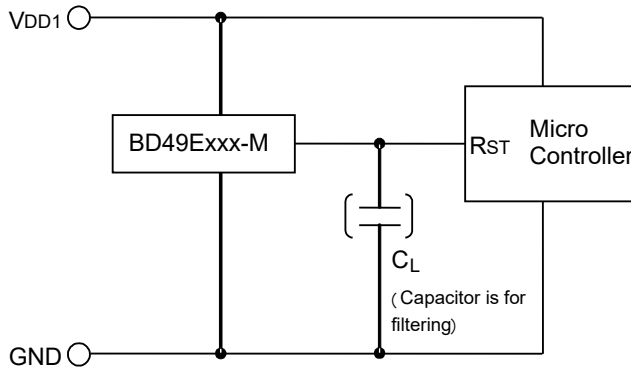 VDD1
BD49Exxx-M
RST
Micro
Controller
CL
(Capacitor is for
filtering)
GND